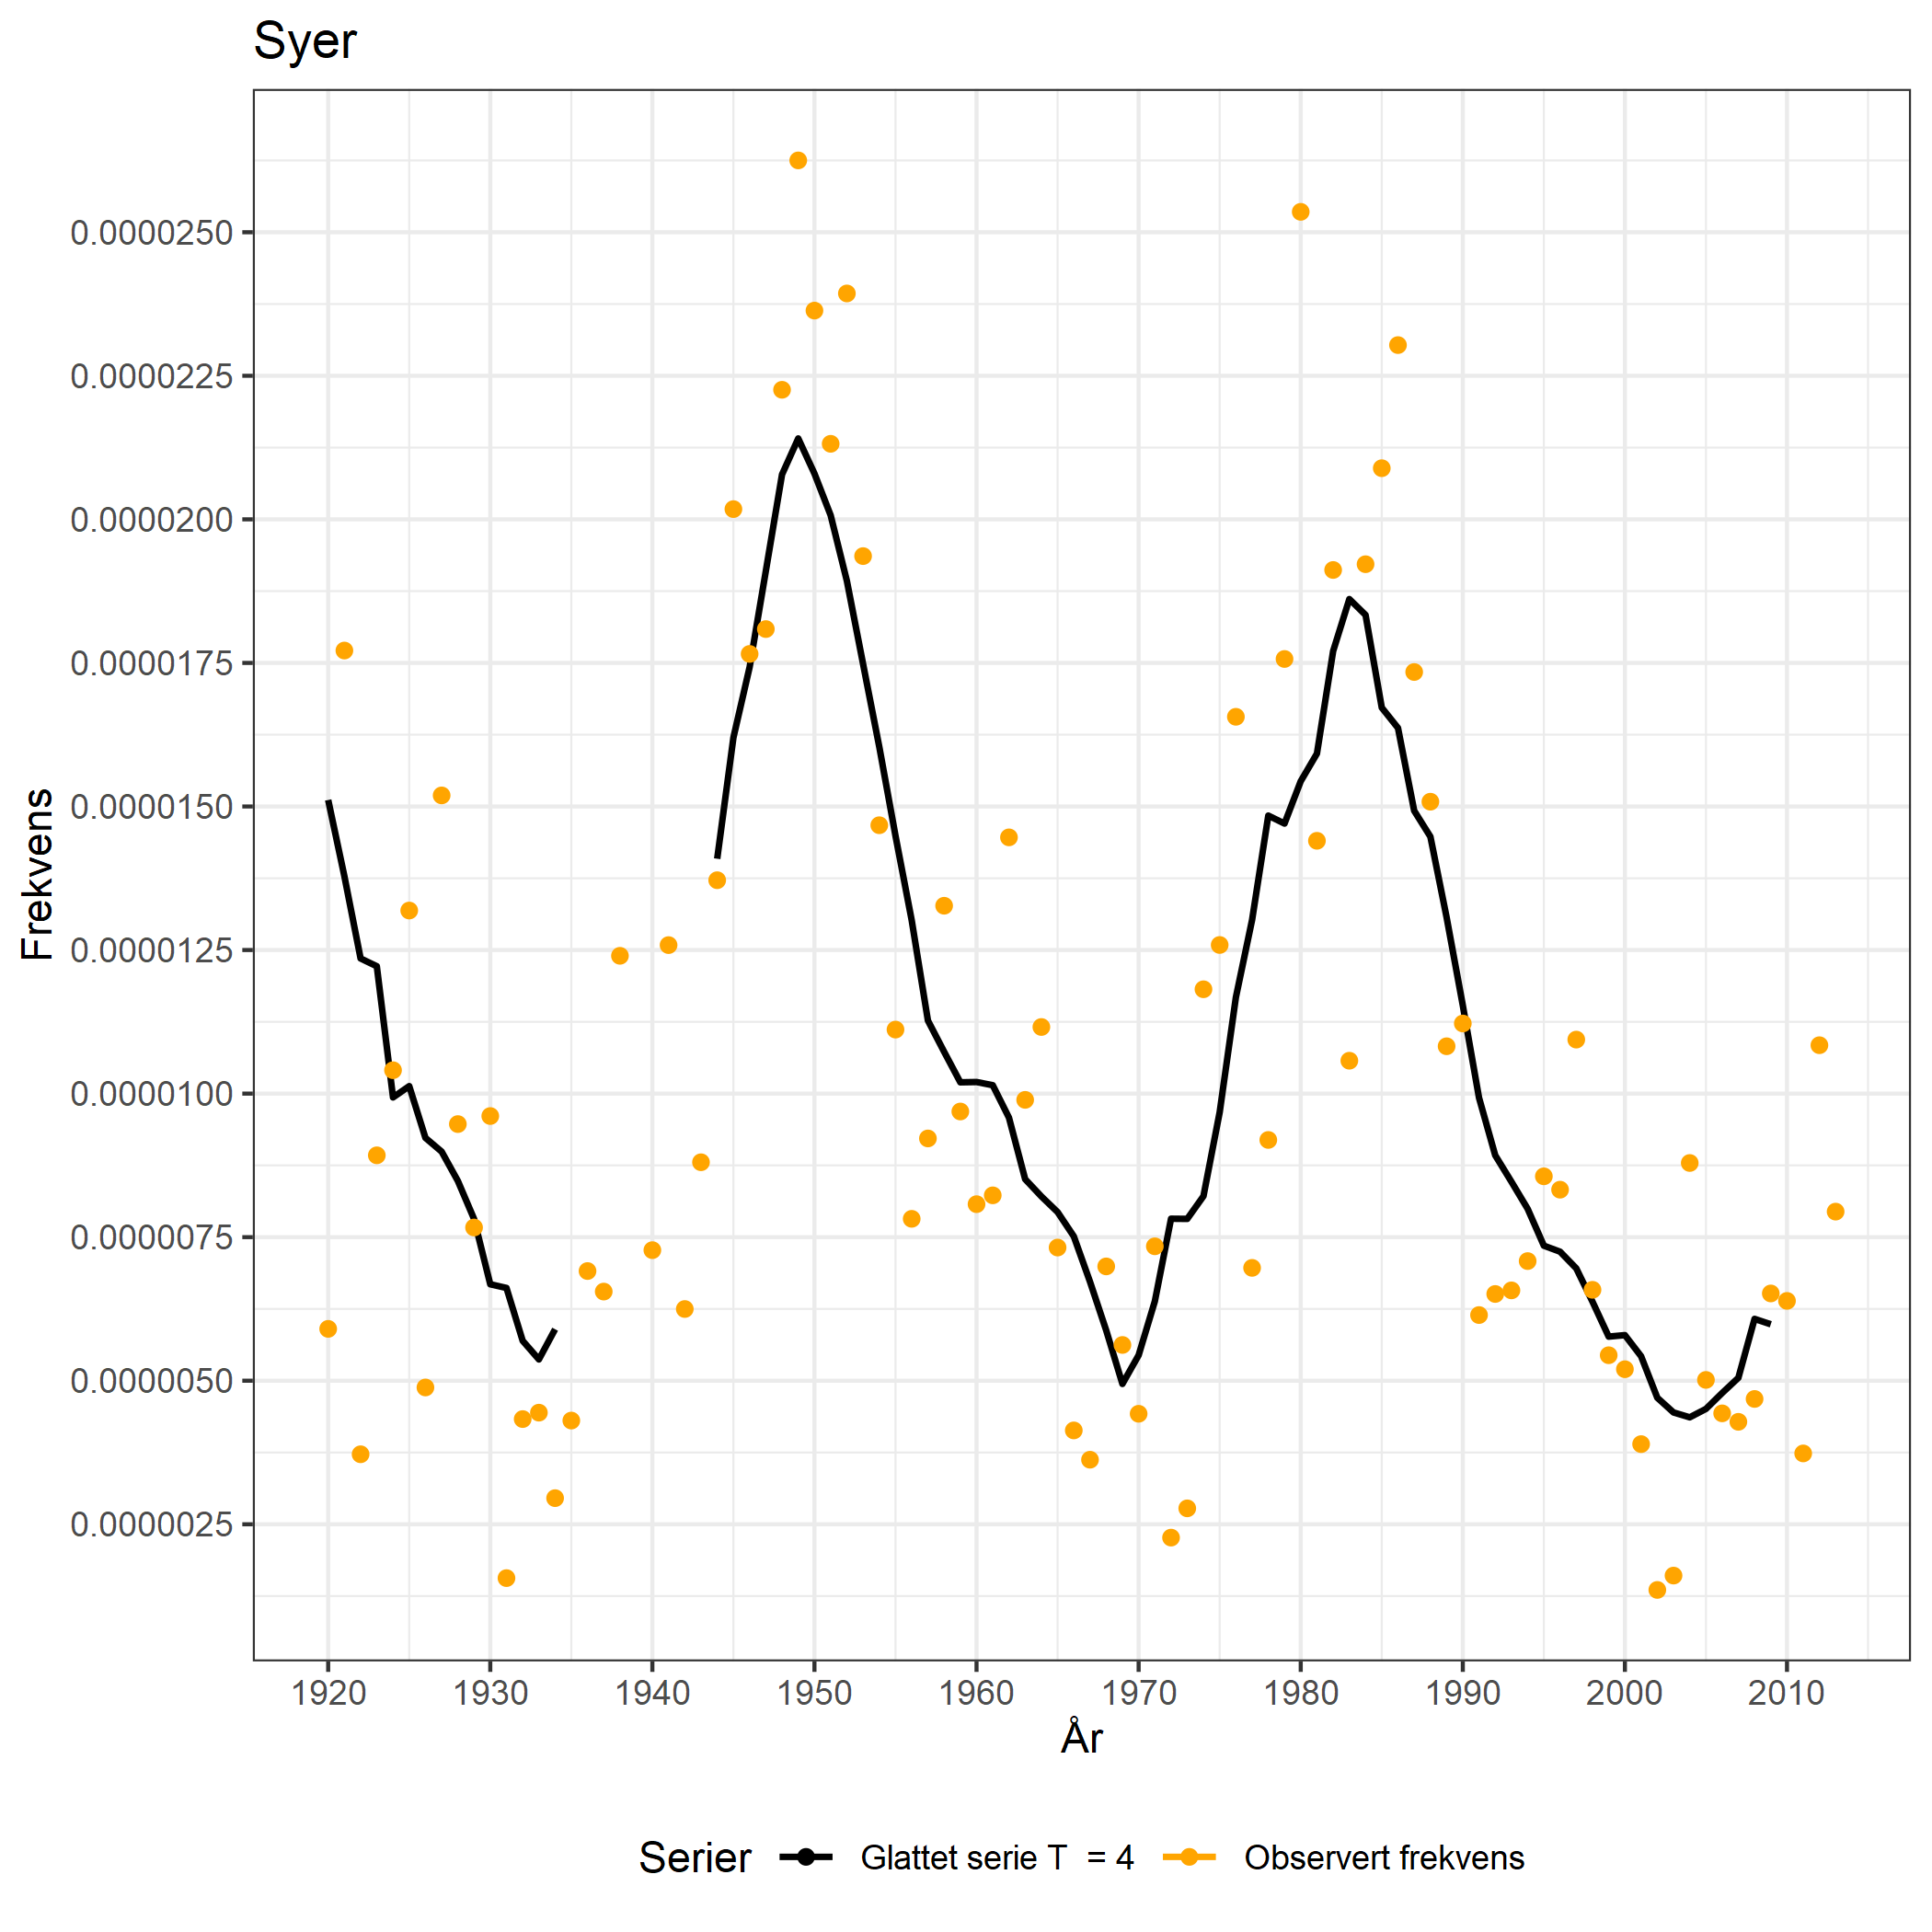 Syer
Frekvens
0.0000250
0.0000225
0.0000200
0.0000175
0.0000150
0.0000125
0.0000100
0.0000075
0.0000050
0.0000025
1920 1930 1940 1950 1960 1970 1980 1990 2000 2010
År
Serier Glattet serie T = 4 Observert frekvens